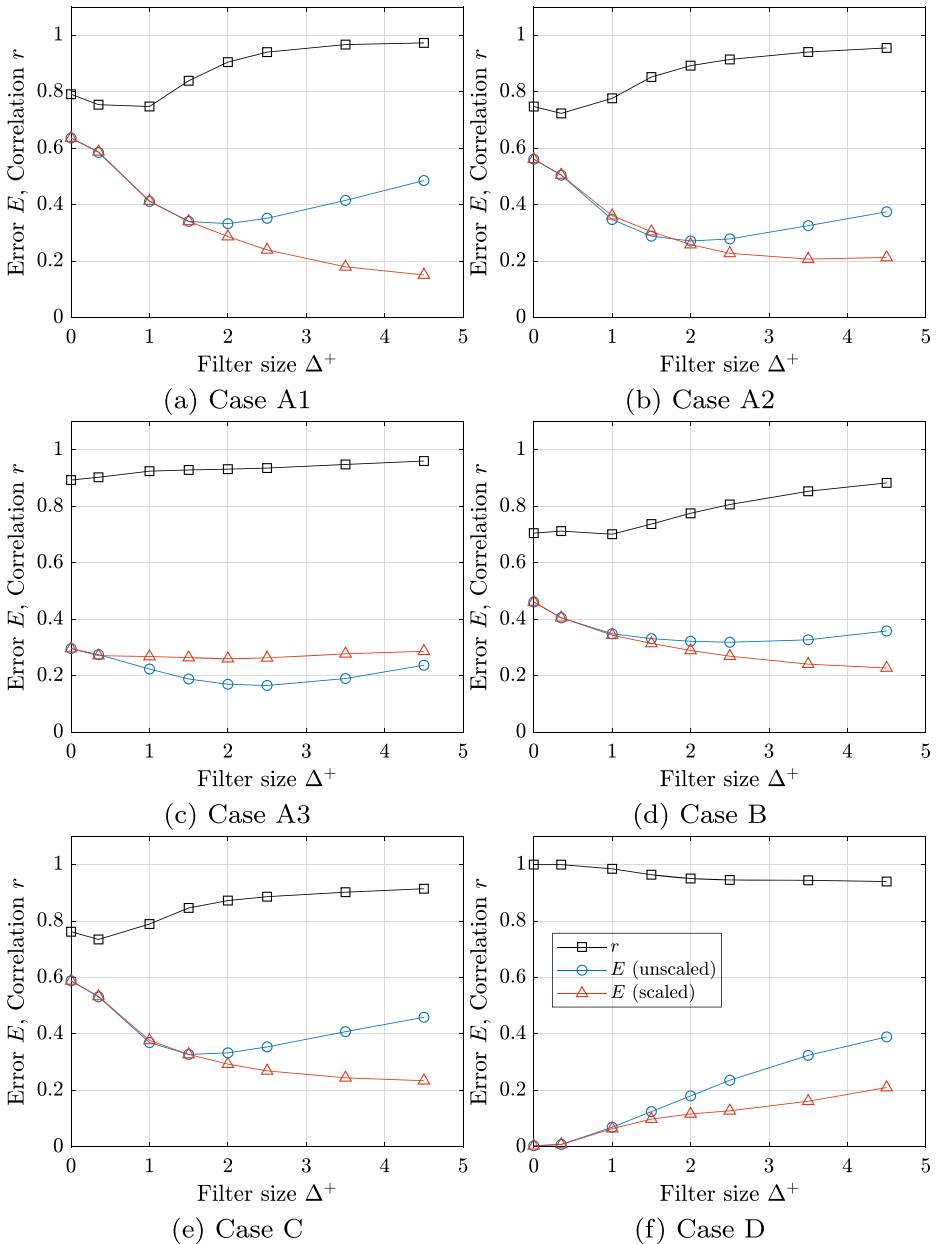 1
0.8
0.6
0.4
0.2
0
Error E, Correlation r
0 1 2 3 4 5
Filter size Δ⁺
(a) Case A1
1
0.8
0.6
0.4
0.2
0
Error E, Correlation r
0 1 2 3 4 5
Filter size Δ⁺
(b) Case A2
1
0.8
0.6
0.4
0.2
0
Error E, Correlation r
0 1 2 3 4 5
Filter size Δ⁺
(c) Case A3
1
0.8
0.6
0.4
0.2
0
Error E, Correlation r
0 1 2 3 4 5
Filter size Δ⁺
(d) Case B
1
0.8
0.6
0.4
0.2
0
Error E, Correlation r
0 1 2 3 4 5
Filter size Δ⁺
(e) Case C
1
0.8
0.6
0.4
0.2
0
Error E, Correlation r
r
E (unscaled)
E (scaled)
0 1 2 3 4 5
Filter size Δ⁺
(f) Case D